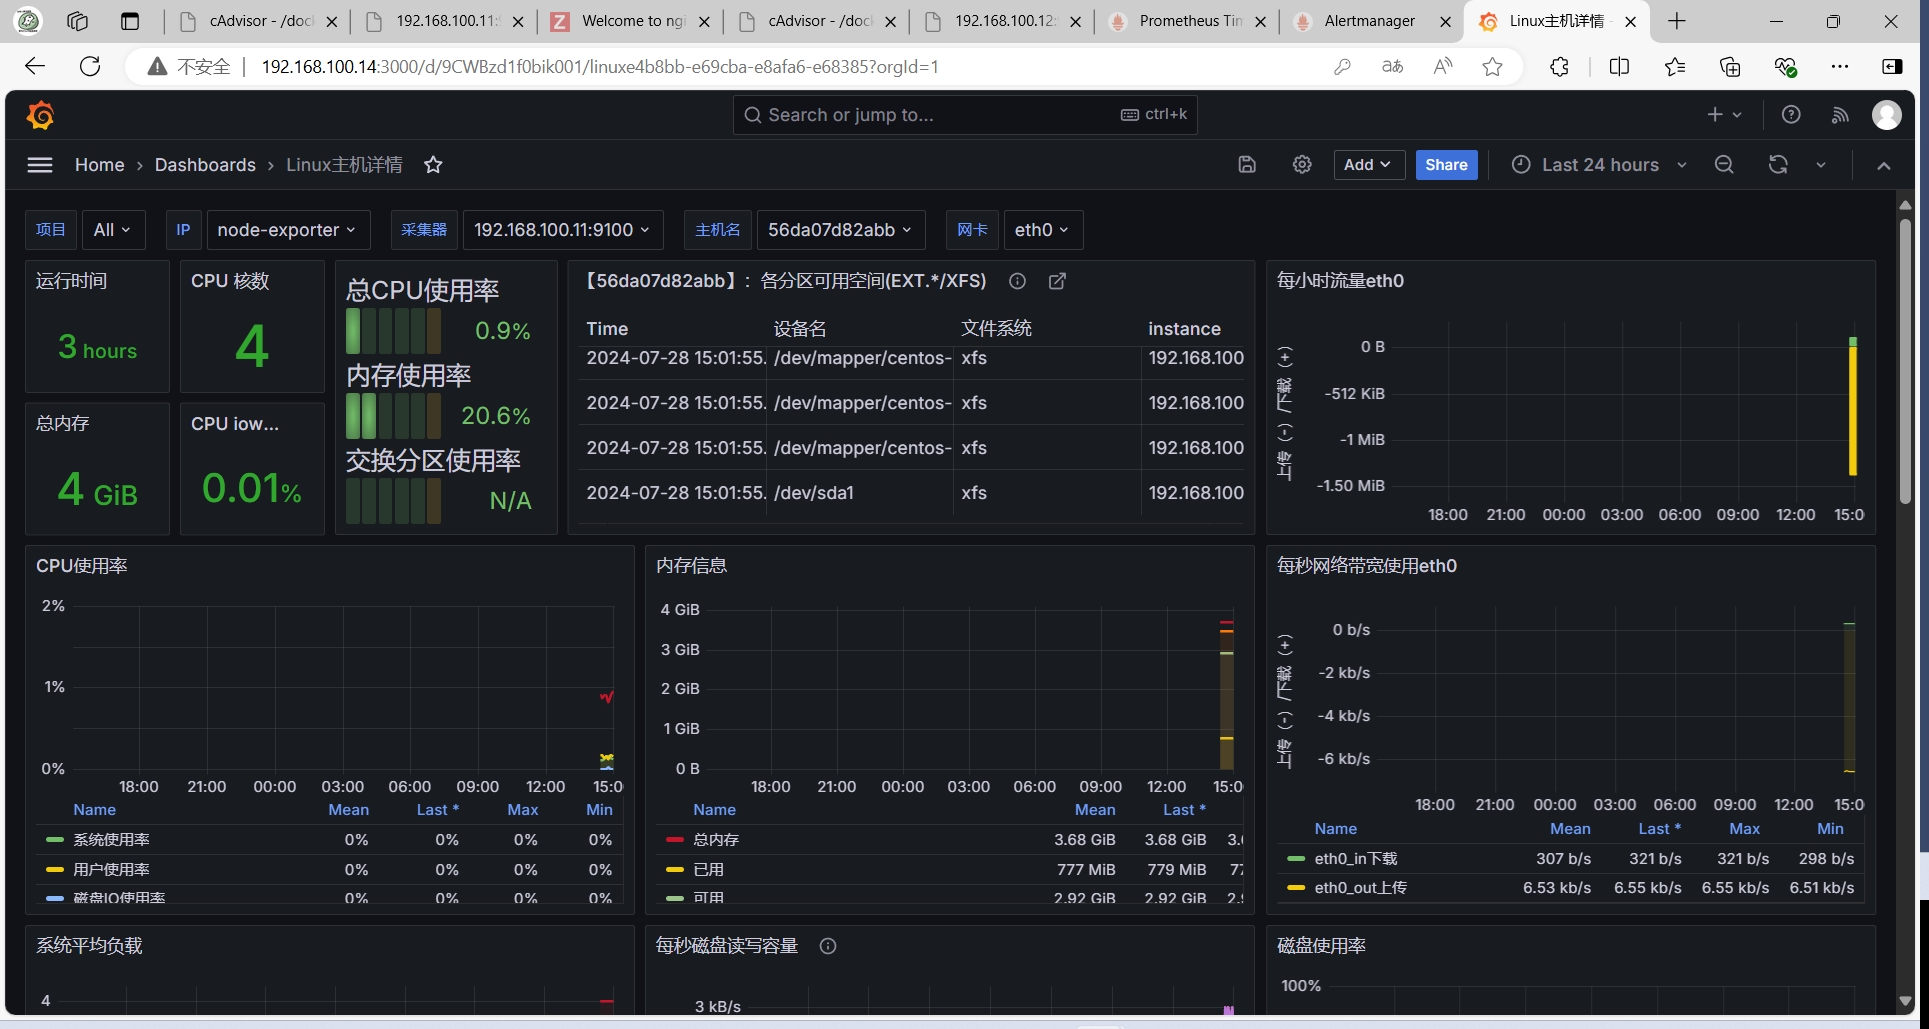 cAdvisor - /doc
192.168.100.11:
Welcome to ngi
cAdvisor - /doc
192.168.100.12:
Prometheus Tim
Alertmanager
Linux主机详情 -
不安全
192.168.100.14:3000/d/9CWBzd1f0bik001/linuxe4b8bb-e69cba-e8afa6-e68385?orgId=1
Search or jump to...
ctrl+k
Home › Dashboards › Linux主机详情
Add
Share
Last 24 hours
项目 All
IP node-exporter
采集器 192.168.100.11:9100
主机名 56da07d82abb
网卡 eth0
运行时间
3 hours
CPU 核数
4
总内存
4 GiB
CPU iow...
0.01%
总CPU使用率
0.9%
内存使用率
20.6%
交换分区使用率
N/A
【56da07d82abb】: 各分区可用空间(EXT.*/XFS)
Time 设备名 文件系统 instance
2024-07-28 15:01:55. /dev/mapper/centos- xfs 192.168.100
2024-07-28 15:01:55. /dev/mapper/centos- xfs 192.168.100
2024-07-28 15:01:55. /dev/mapper/centos- xfs 192.168.100
2024-07-28 15:01:55. /dev/sda1 xfs 192.168.100
每小时流量eth0
上传 (-) /下载 (+)
0 B
-512 KiB
-1 MiB
-1.50 MiB
18:00 21:00 00:00 03:00 06:00 09:00 12:00 15:0
CPU使用率
2%
1%
0%
18:00 21:00 00:00 03:00 06:00 09:00 12:00 15:0
Name Mean Last * Max Min
系统使用率 0% 0% 0% 0%
用户使用率 0% 0% 0% 0%
磁盘IO使用率 0% 0% 0% 0%
内存信息
4 GiB
3 GiB
2 GiB
1 GiB
0 B
18:00 21:00 00:00 03:00 06:00 09:00 12:00 15:0
Name Mean Last *
总内存 3.68 GiB 3.68 GiB 3.6
已用 777 MiB 779 MiB 77
可用 2.92 GiB 2.92 GiB 2.9
每秒网络带宽使用eth0
上传 (-) /下载 (+)
0 b/s
-2 kb/s
-4 kb/s
-6 kb/s
18:00 21:00 00:00 03:00 06:00 09:00 12:00 15:0
Name Mean Last * Max Min
eth0_in下载 307 b/s 321 b/s 321 b/s 298 b/s
eth0_out上传 6.53 kb/s 6.55 kb/s 6.55 kb/s 6.51 kb/s
系统平均负载
4
每秒磁盘读写容量
3 kB/s
磁盘使用率
100%